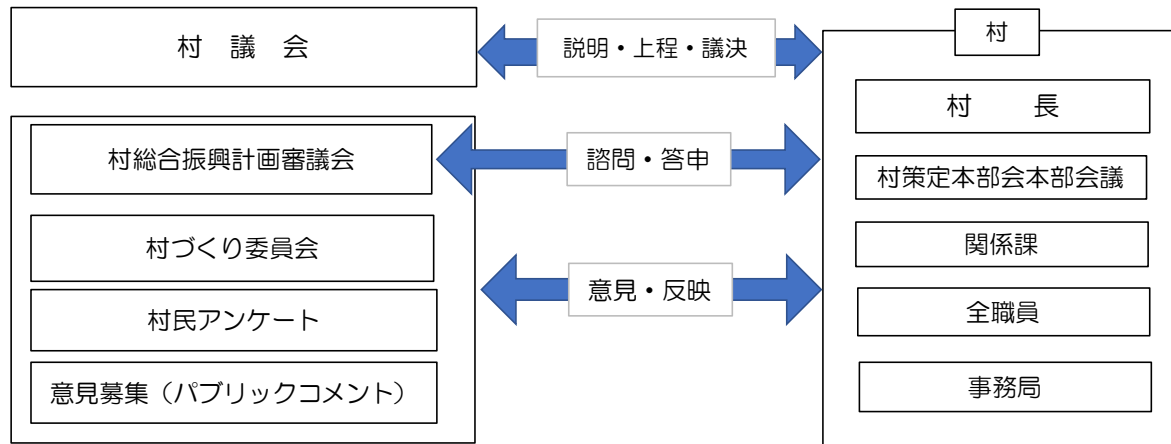 村　議　会
説明・上程・議決
村
村　　長
村総合振興計画審議会
諮問・答申
村策定本部会本部会議
村づくり委員会
意見・反映
関係課
村民アンケート
全職員
意見募集（パブリックコメント）
事務局